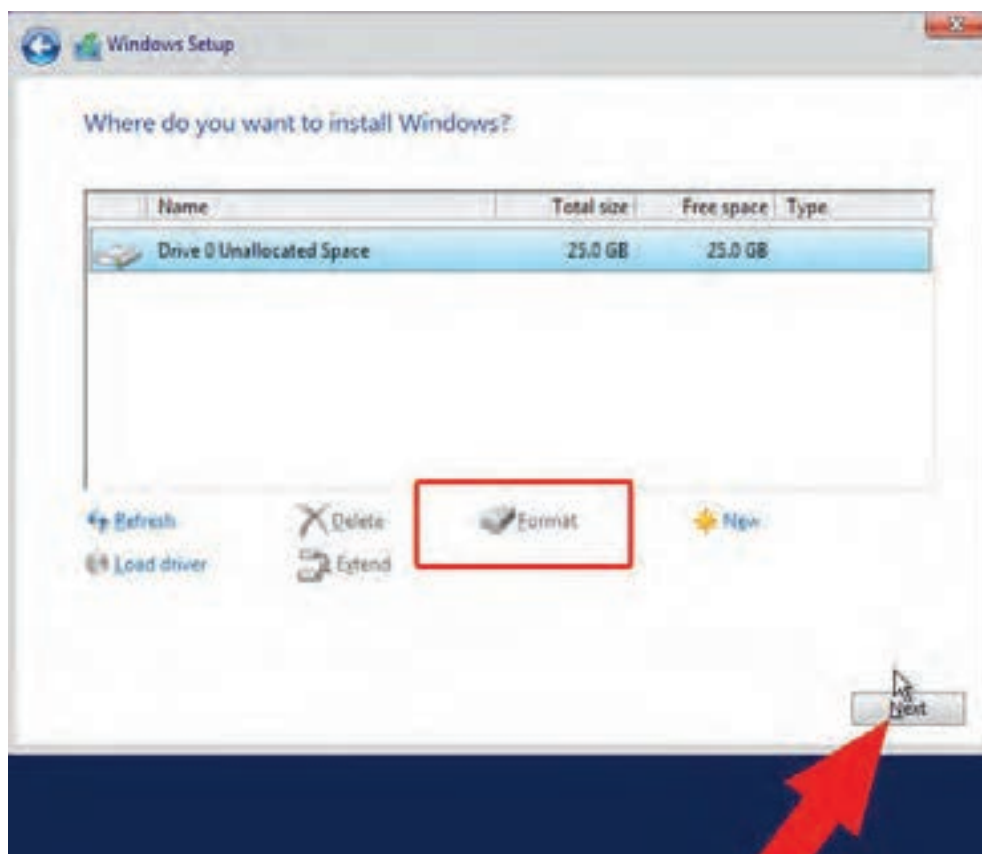 Windows Setup
Where do you want to install Windows?
Name Total size Free space Type
Drive 0 Unallocated Space 25.0 GB 25.0 GB
Refresh Delete Format New
Load driver Extend
Next